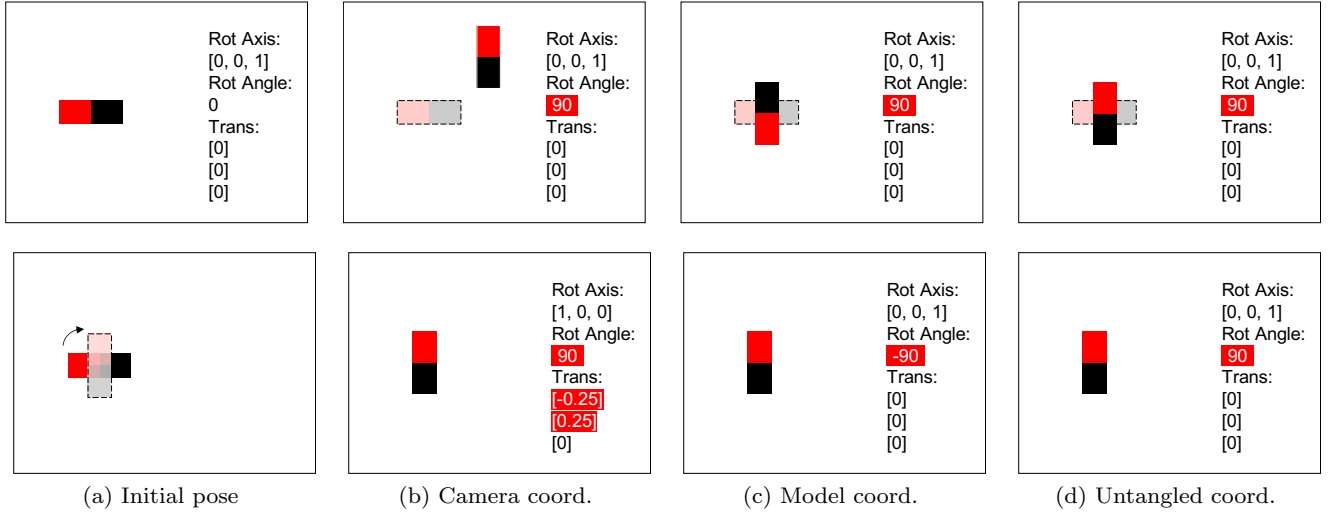 Rot Axis:
[0, 0, 1]
Rot Angle:
0
Trans:
[0]
[0]
[0]
Rot Axis:
[0, 0, 1]
Rot Angle:
90
Trans:
[0]
[0]
[0]
Rot Axis:
[0, 0, 1]
Rot Angle:
90
Trans:
[0]
[0]
[0]
Rot Axis:
[0, 0, 1]
Rot Angle:
90
Trans:
[0]
[0]
[0]
Rot Axis:
[1, 0, 0]
Rot Angle:
90
Trans:
[-0.25]
[0.25]
[0]
Rot Axis:
[0, 0, 1]
Rot Angle:
-90
Trans:
[0]
[0]
[0]
Rot Axis:
[0, 0, 1]
Rot Angle:
90
Trans:
[0]
[0]
[0]
(a) Initial pose
(b) Camera coord.
(c) Model coord.
(d) Untangled coord.